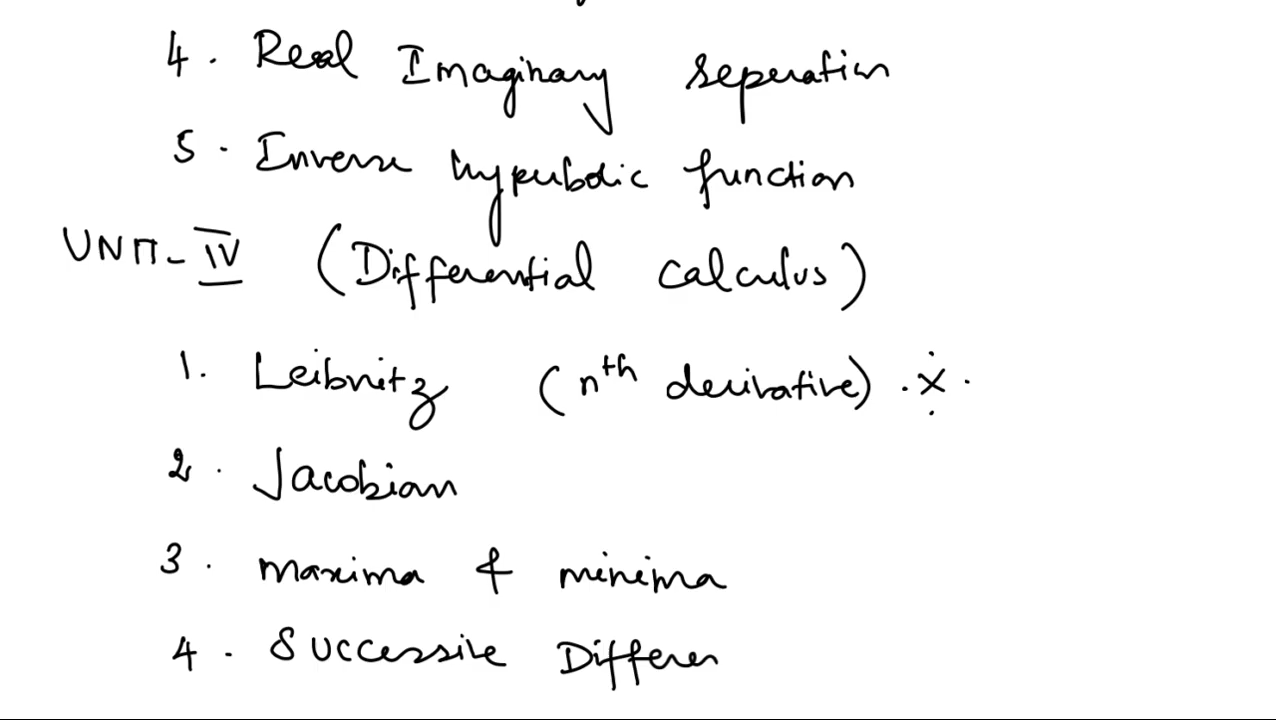 4. Real Imaginary seperation
5. Inverse hyperbolic function
UNIT-IV (Differential calculus)
1. Leibnitz (nth derivative) .X.
2. Jacobian
3. maxima & minima
4. Successive Differen